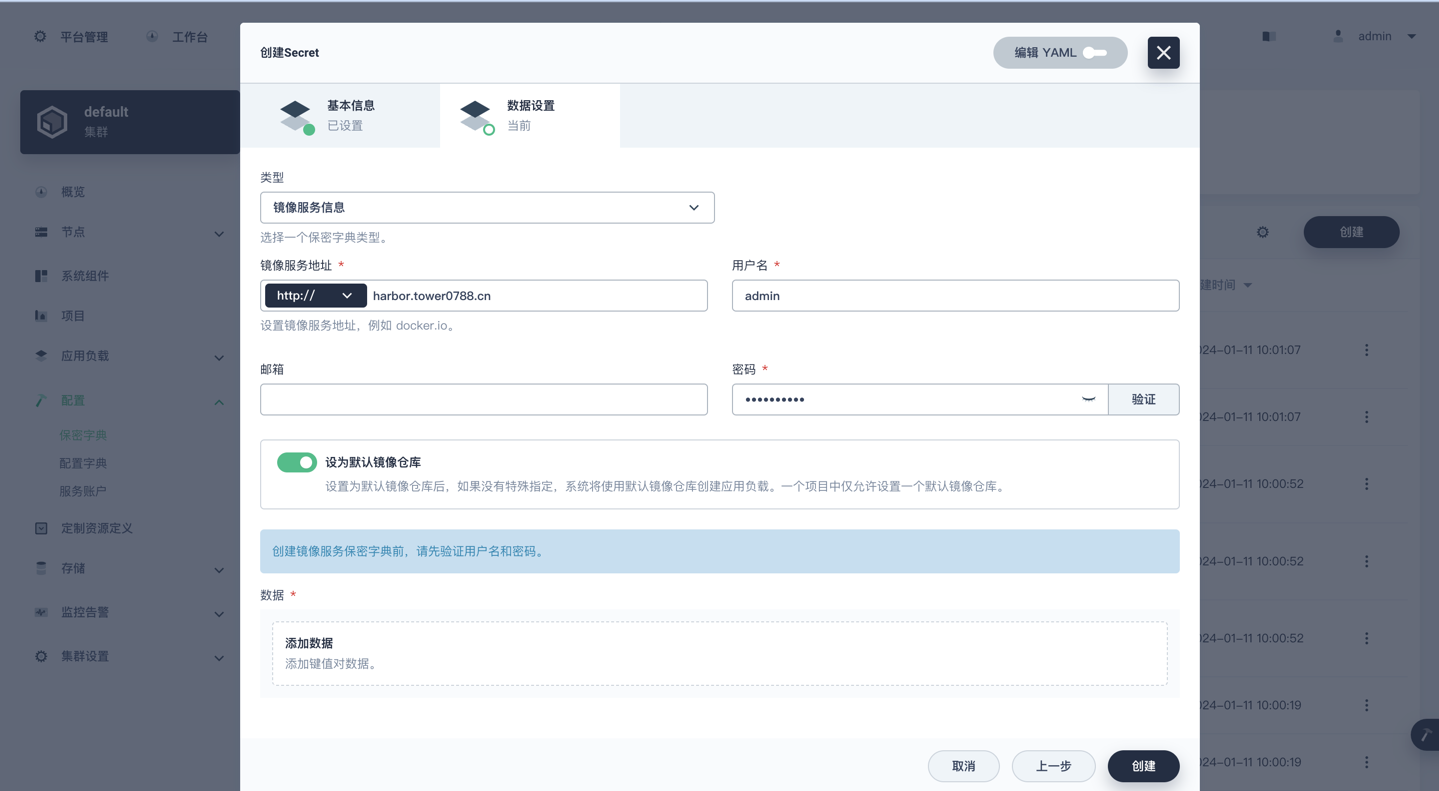 平台管理
工作台
admin
default
集群
概览
节点
系统组件
项目
应用负载
配置
保密字典
配置字典
服务账户
定制资源定义
存储
监控告警
集群设置
创建Secret
编辑 YAML
基本信息
已设置
数据设置
当前
类型
镜像服务信息
选择一个保密字典类型。
镜像服务地址 *
http://
harbor.tower0788.cn
设置镜像服务地址，例如 docker.io。
用户名 *
admin
邮箱
密码 *
••••••••••
验证
设为默认镜像仓库
设置为默认镜像仓库后，如果没有特殊指定，系统将使用默认镜像仓库创建应用负载。一个项目中仅允许设置一个默认镜像仓库。
创建镜像服务保密字典前，请先验证用户名和密码。
数据 *
添加数据
添加键值对数据。
取消
上一步
创建
创建
建时间
24-01-11 10:01:07
24-01-11 10:01:07
24-01-11 10:00:52
24-01-11 10:00:52
24-01-11 10:00:52
24-01-11 10:00:19
24-01-11 10:00:19